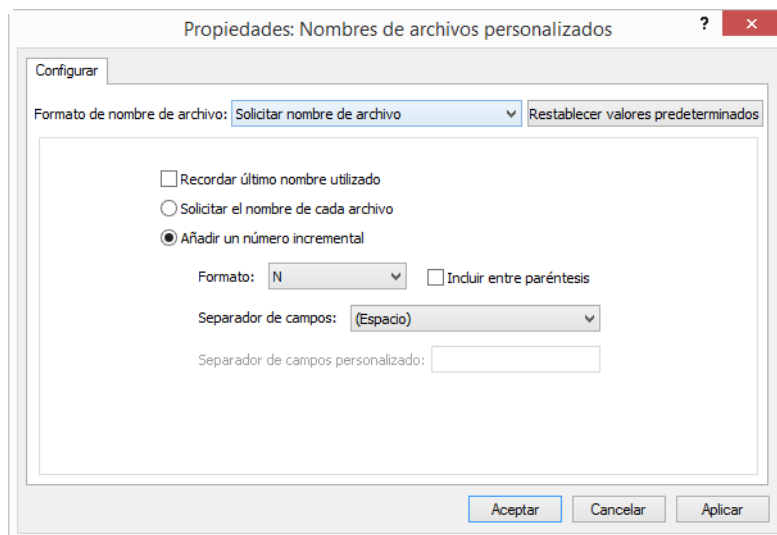 Propiedades: Nombres de archivos personalizados ?
Configurar
Formato de nombre de archivo: Solicitar nombre de archivo Restablecer valores predeterminados
Recordar último nombre utilizado
Solicitar el nombre de cada archivo
Añadir un número incremental
Formato: N Incluir entre paréntesis
Separador de campos: (Espacio)
Separador de campos personalizado:
Aceptar Cancelar Aplicar